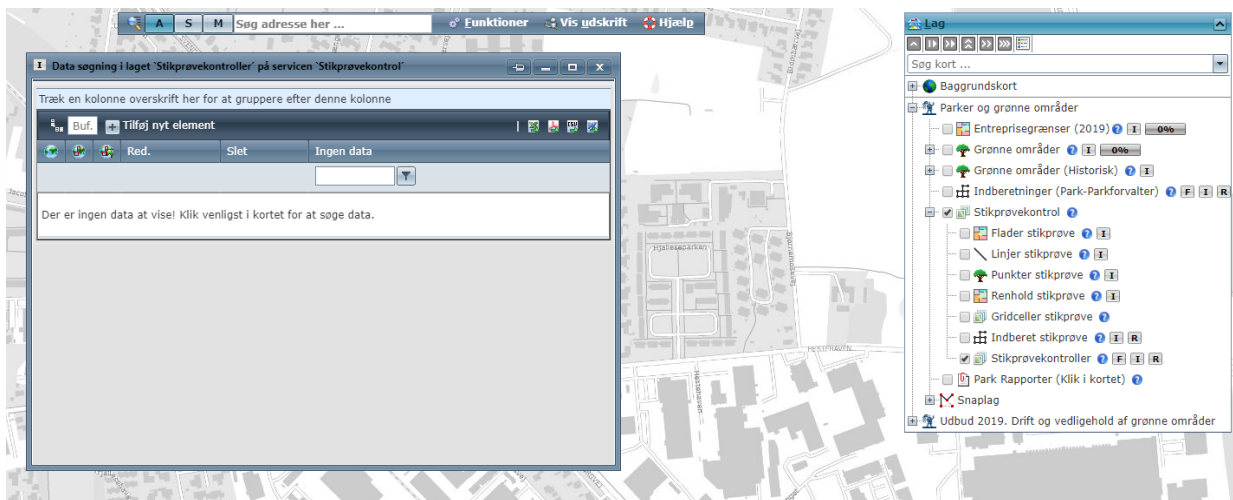 A S M Søg adresse her ... Funktioner Vis udskrift Hjælp
I Data søgning i laget `Stikprøvekontroller` på servicen `Stikprøvekontrol`
Træk en kolonne overskrift her for at gruppere efter denne kolonne
Buf. Tilføj nyt element
Red. Slet Ingen data
Der er ingen data at vise! Klik venligst i kortet for at søge data.
Hjallesеparken
HESTEHAVEN
Hestehaven
Lag
Søg kort ...
Baggrundskort
Parker og grønne områder
Entreprisegrænser (2019) ? I 0%
Grønne områder ? I 0%
Grønne områder (Historisk) ? I
Indberetninger (Park-Parkforvalter) ? F I R
Stikprøvekontrol ?
Flader stikprøve ? I
Linjer stikprøve ? I
Punkter stikprøve ? I
Renhold stikprøve ? I
Gridceller stikprøve ?
Indberet stikprøve ? I R
Stikprøvekontroller ? F I R
Park Rapporter (Klik i kortet) ?
Snaplag
Udbud 2019. Drift og vedligehold af grønne områder